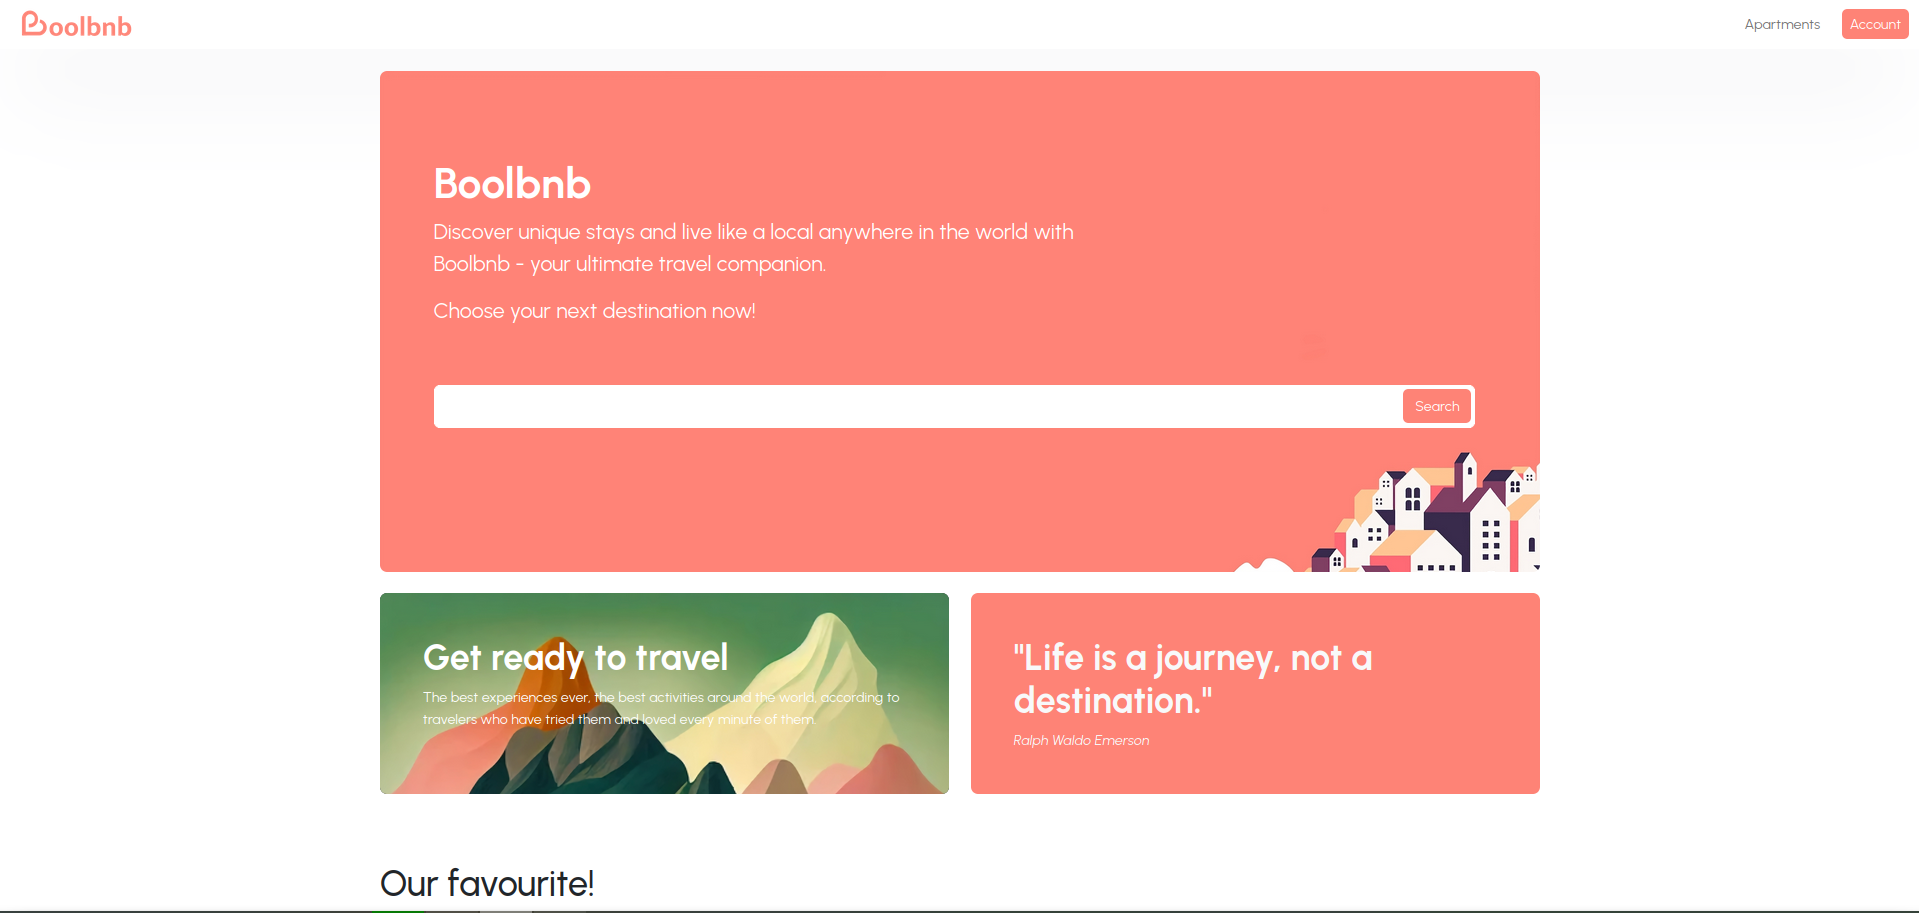 Boolbnb
Apartments
Account
Boolbnb
Discover unique stays and live like a local anywhere in the world with
Boolbnb - your ultimate travel companion.
Choose your next destination now!
Search
Get ready to travel
The best experiences ever, the best activities around the world, according to
travelers who have tried them and loved every minute of them.
"Life is a journey, not a
destination."
Ralph Waldo Emerson
Our favourite!